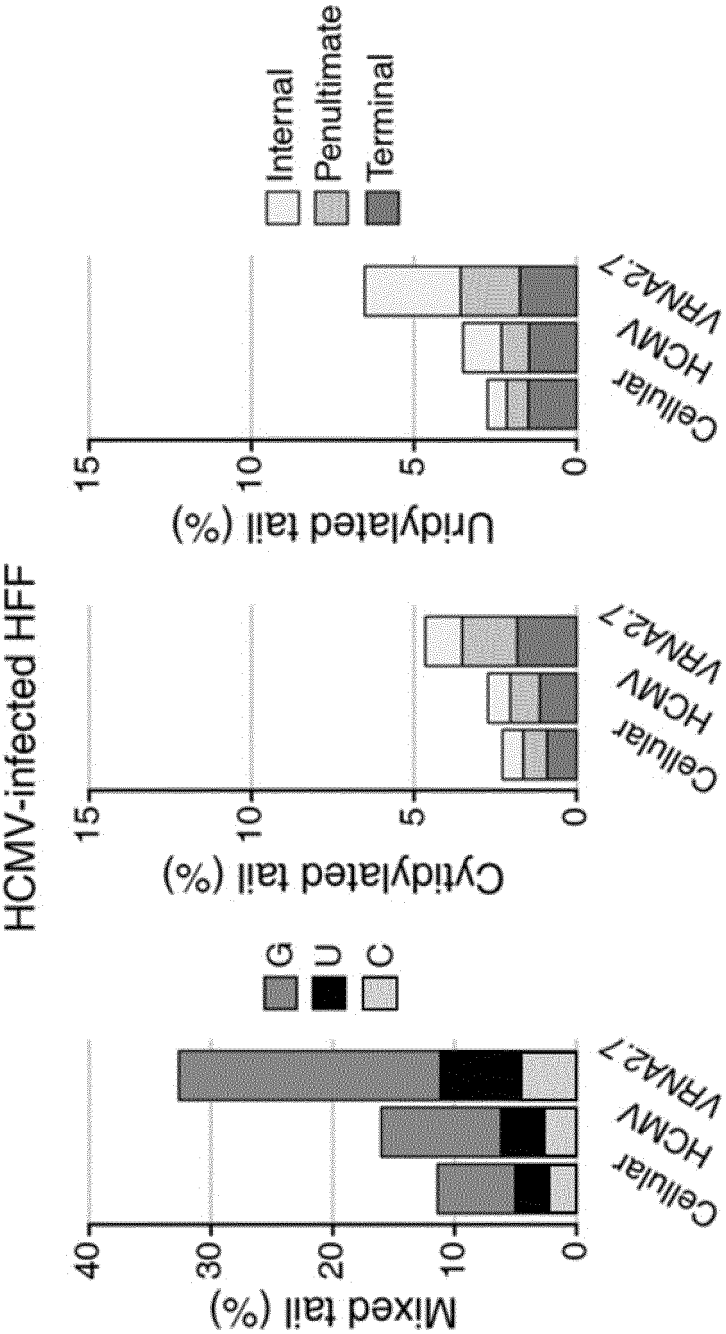 HCMV-infected HFF
Mixed tail (%)
40
30
20
10
0
Cellular
HCMV
VRNA2.7
G
U
C
Cytidylated tail (%)
15
10
5
0
Cellular
HCMV
VRNA2.7
Uridylated tail (%)
15
10
5
0
Cellular
HCMV
VRNA2.7
Internal
Penultimate
Terminal